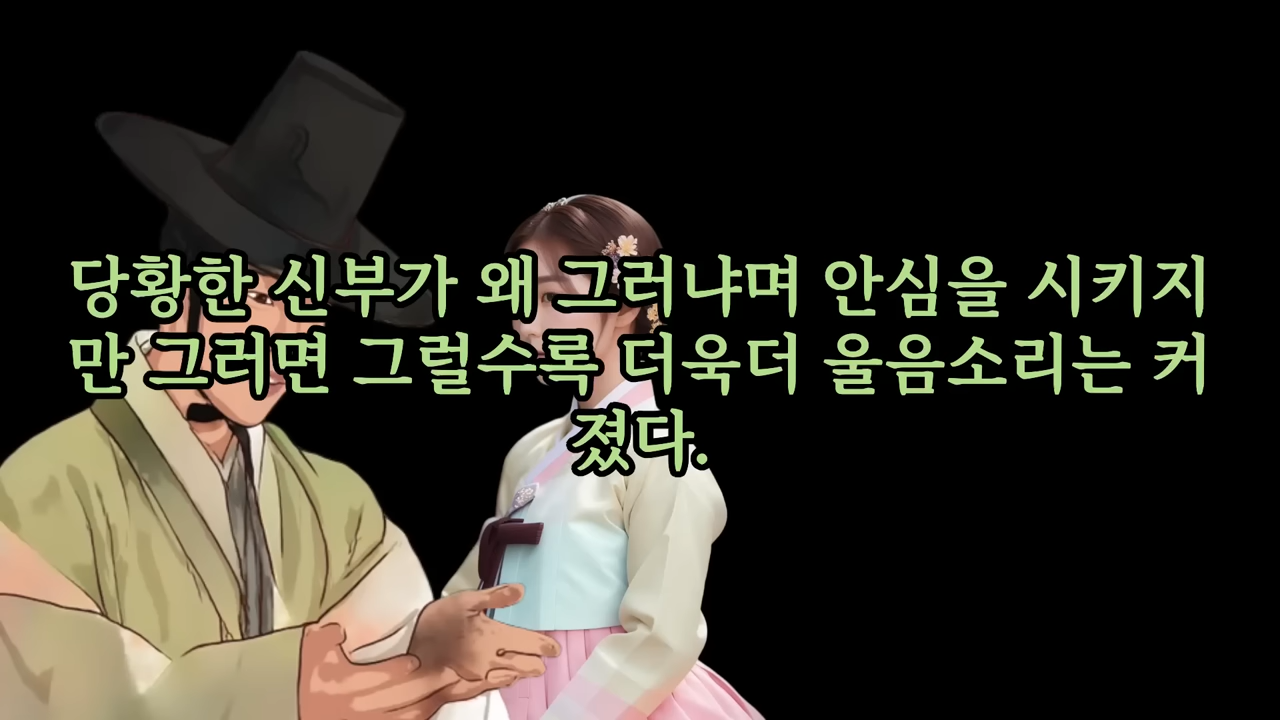 당황한 신부가 왜 그러냐며 안심을 시키지
만 그러면 그럴수록 더욱더 울음소리는 커
졌다.